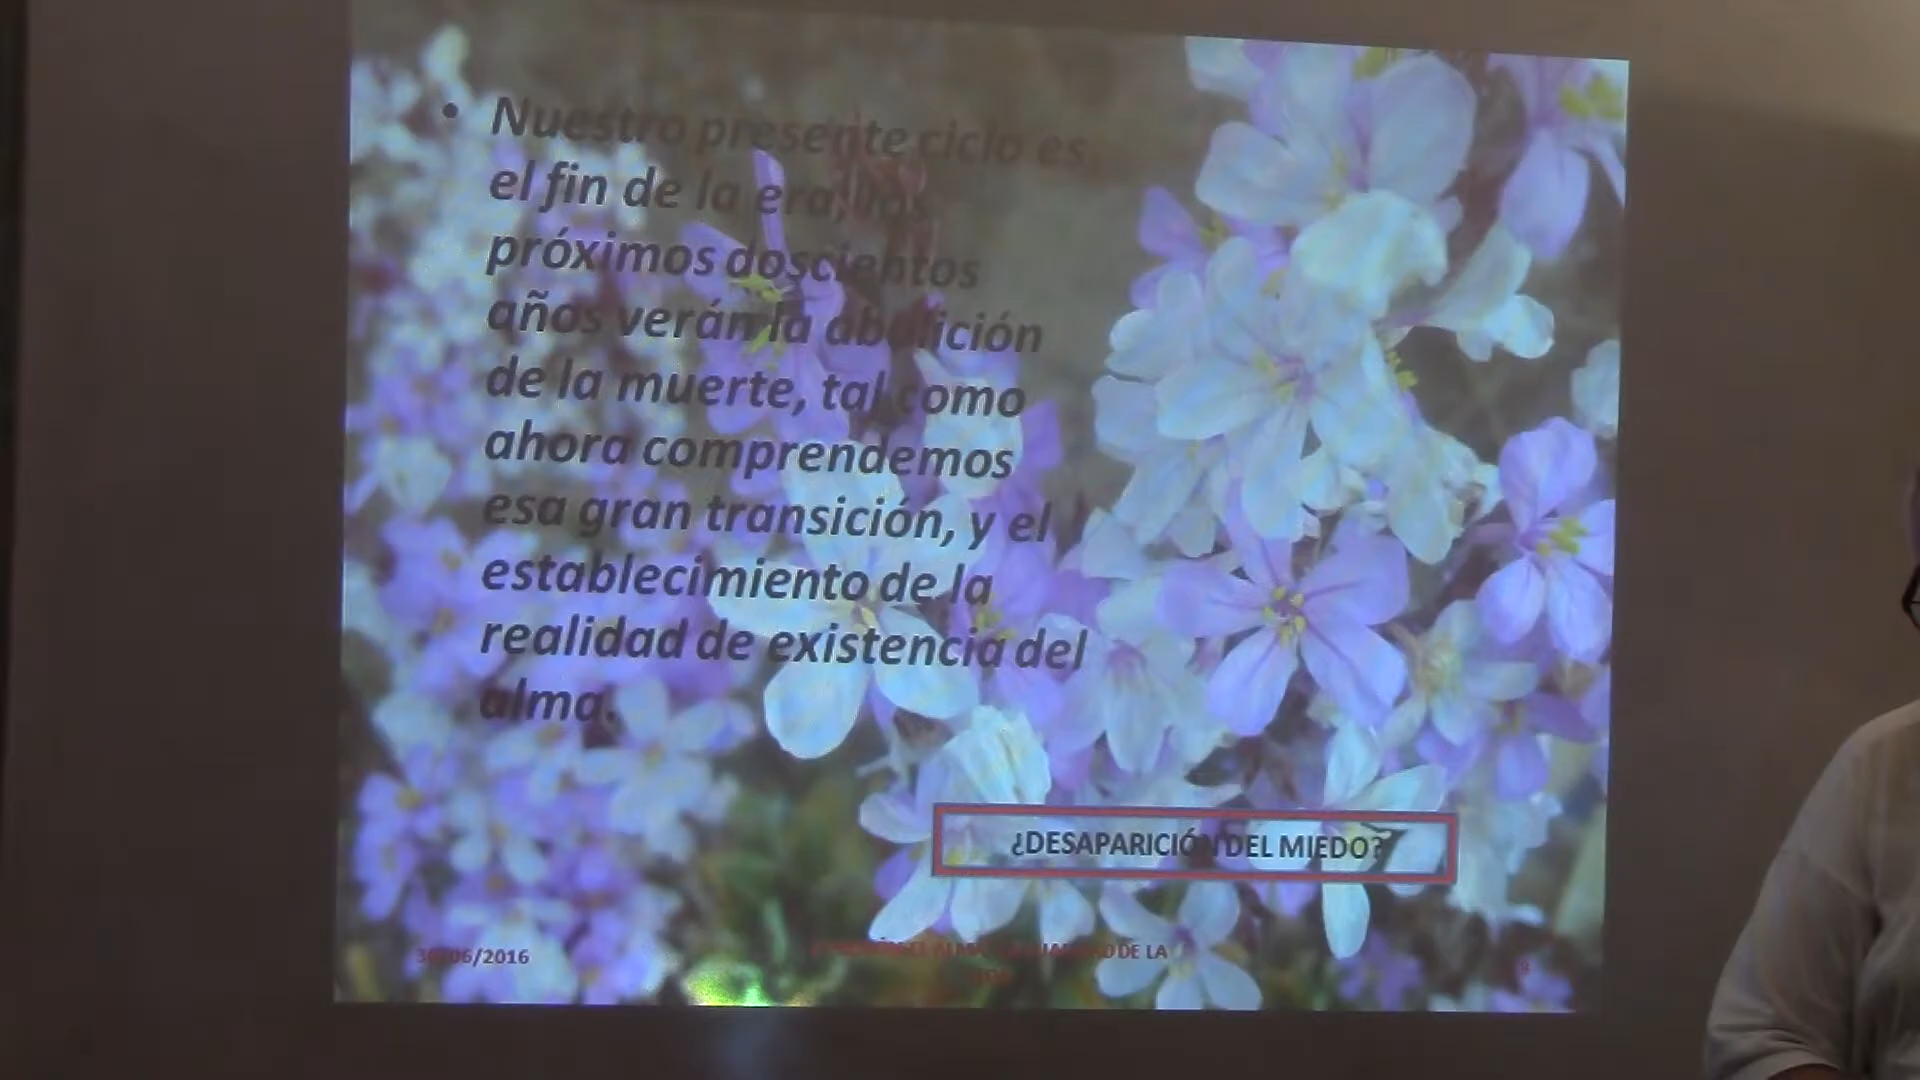 • Nuestro presente ciclo es,
el fin de la era, los
próximos doscientos
años verán la abolición
de la muerte, tal como
ahora comprendemos
esa gran transición, y el
establecimiento de la
realidad de existencia del
alma.
¿DESAPARICIÓN DEL MIEDO?
30/06/2016
DE LA